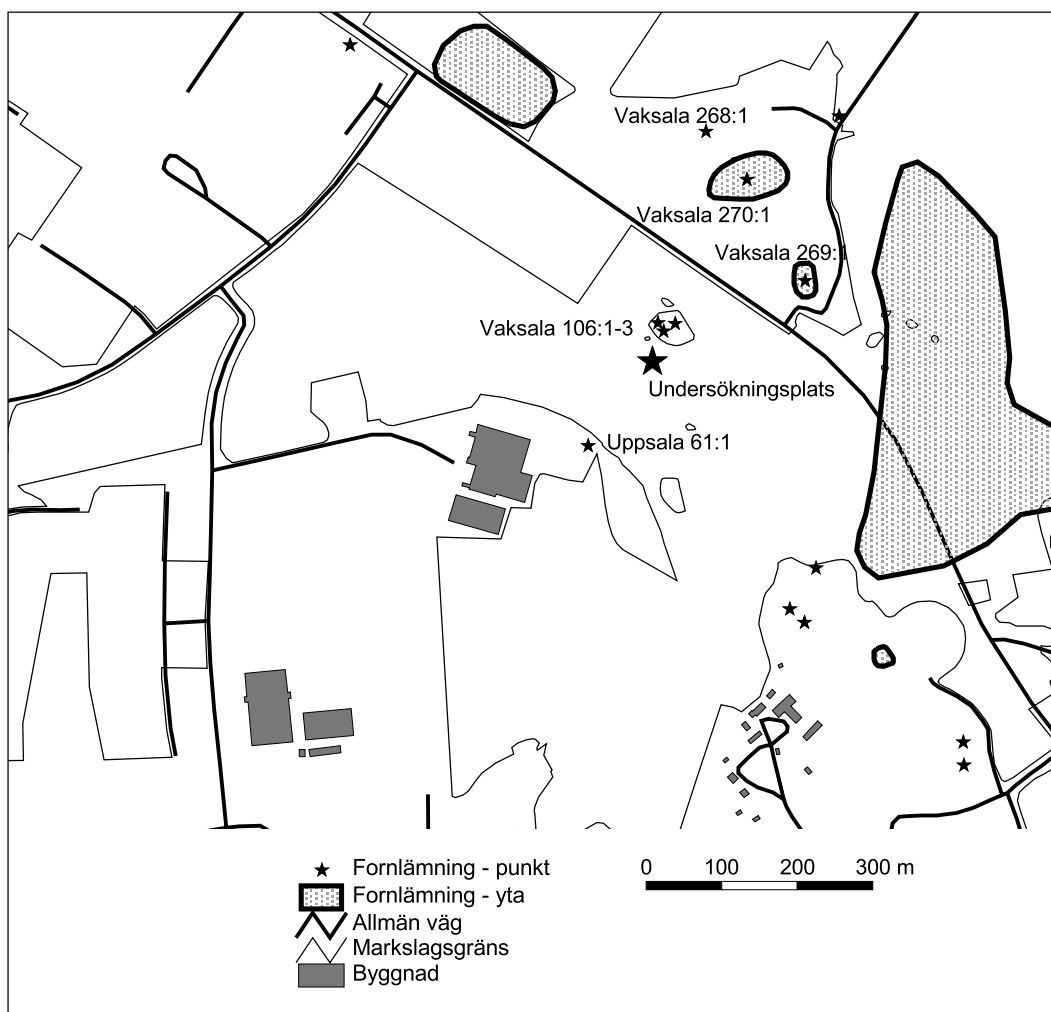 Vaksala 268:1
Vaksala 270:1
Vaksala 269:1
Vaksala 106:1-3
Undersökningsplats
Uppsala 61:1
Fornlämning - punkt
Fornlämning - yta
Allmän väg
Markslagsgräns
Byggnad
0 100 200 300 m